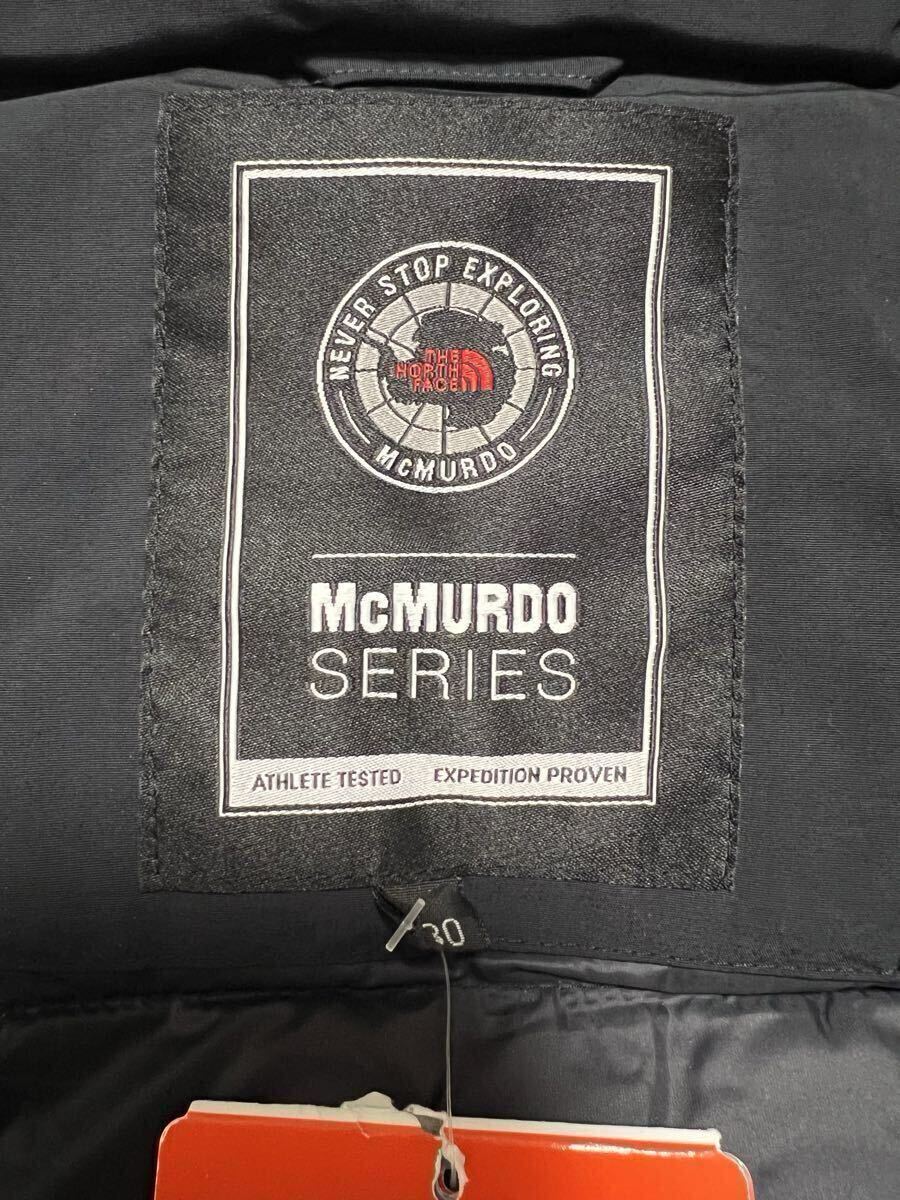 NEVER STOP EXPLORING
THE
NORTH
FACE
McMURDO
McMURDO
SERIES
ATHLETE TESTED EXPEDITION PROVEN